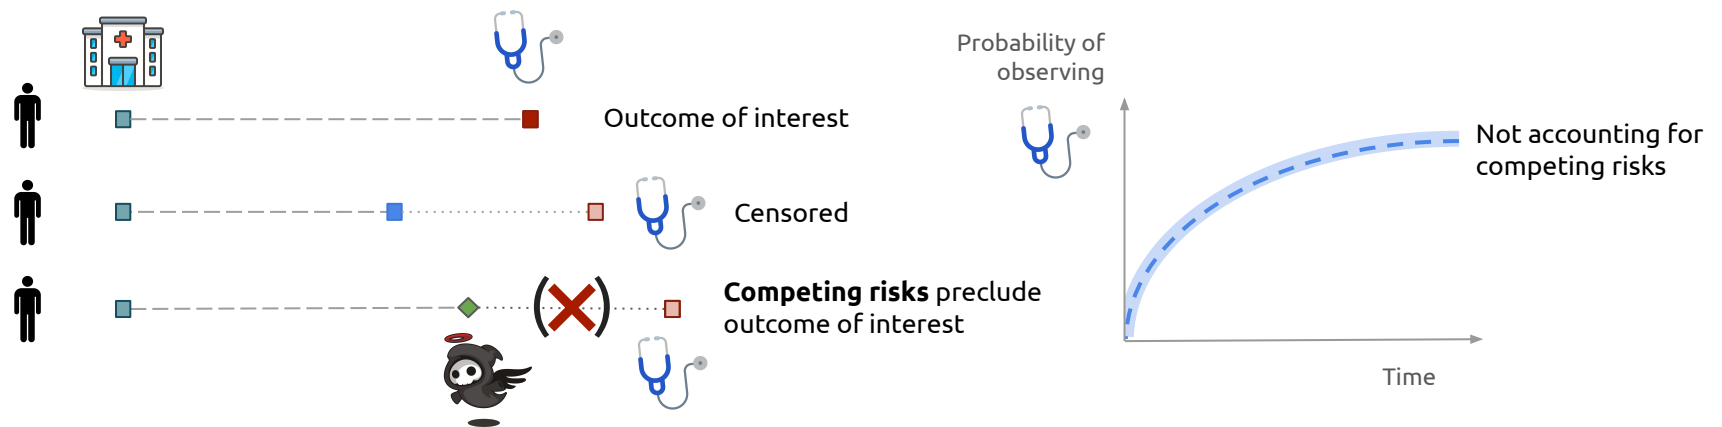 Outcome of interest
Censored
Competing risks preclude
outcome of interest
Probability of
observing
Not accounting for
competing risks
Time